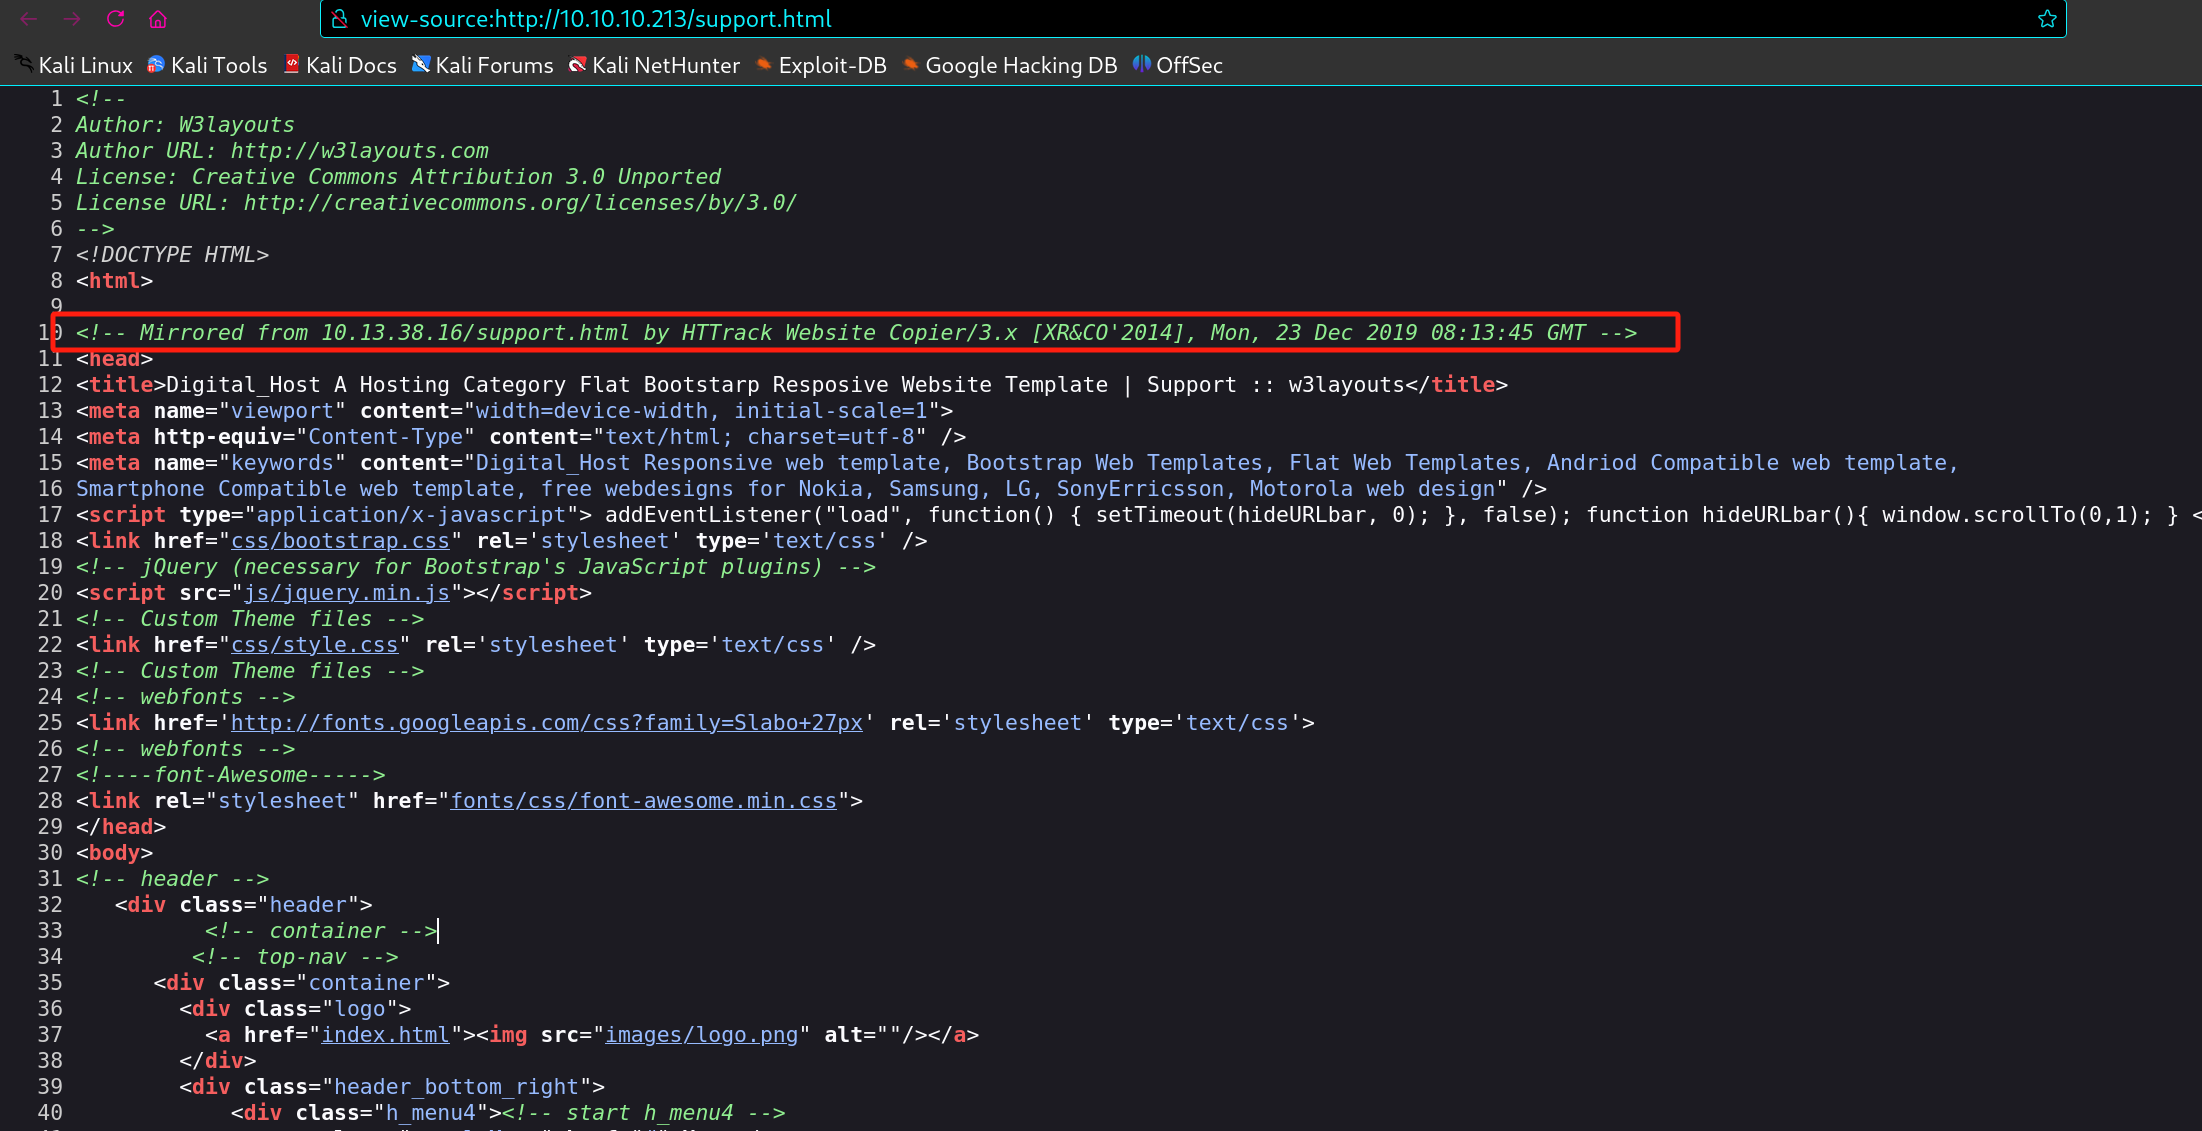 view-source:http://10.10.10.213/support.html
Kali Linux Kali Tools Kali Docs Kali Forums Kali NetHunter Exploit-DB Google Hacking DB OffSec
1 <!--
2 Author: W3layouts
3 Author URL: http://w3layouts.com
4 License: Creative Commons Attribution 3.0 Unported
5 License URL: http://creativecommons.org/licenses/by/3.0/
6 -->
7 <!DOCTYPE HTML>
8 <html>
9
10 <!-- Mirrored from 10.13.38.16/support.html by HTTrack Website Copier/3.x [XR&CO'2014], Mon, 23 Dec 2019 08:13:45 GMT -->
11 <head>
12 <title>Digital_Host A Hosting Category Flat Bootstarp Resposive Website Template | Support :: w3layouts</title>
13 <meta name="viewport" content="width=device-width, initial-scale=1">
14 <meta http-equiv="Content-Type" content="text/html; charset=utf-8" />
15 <meta name="keywords" content="Digital_Host Responsive web template, Bootstrap Web Templates, Flat Web Templates, Andriod Compatible web template,
16 Smartphone Compatible web template, free webdesigns for Nokia, Samsung, LG, SonyErricsson, Motorola web design" />
17 <script type="application/x-javascript"> addEventListener("load", function() { setTimeout(hideURLbar, 0); }, false); function hideURLbar(){ window.scrollTo(0,1); } <
18 <link href="css/bootstrap.css" rel='stylesheet' type='text/css' />
19 <!-- jQuery (necessary for Bootstrap's JavaScript plugins) -->
20 <script src="js/jquery.min.js"></script>
21 <!-- Custom Theme files -->
22 <link href="css/style.css" rel='stylesheet' type='text/css' />
23 <!-- Custom Theme files -->
24 <!-- webfonts -->
25 <link href='http://fonts.googleapis.com/css?family=Slabo+27px' rel='stylesheet' type='text/css'>
26 <!-- webfonts -->
27 <!----font-Awesome----->
28 <link rel="stylesheet" href="fonts/css/font-awesome.min.css">
29 </head>
30 <body>
31 <!-- header -->
32 <div class="header">
33 <!-- container -->
34 <!-- top-nav -->
35 <div class="container">
36 <div class="logo">
37 <a href="index.html"><img src="images/logo.png" alt=""/></a>
38 </div>
39 <div class="header_bottom_right">
40 <div class="h_menu4"><!-- start h_menu4 -->